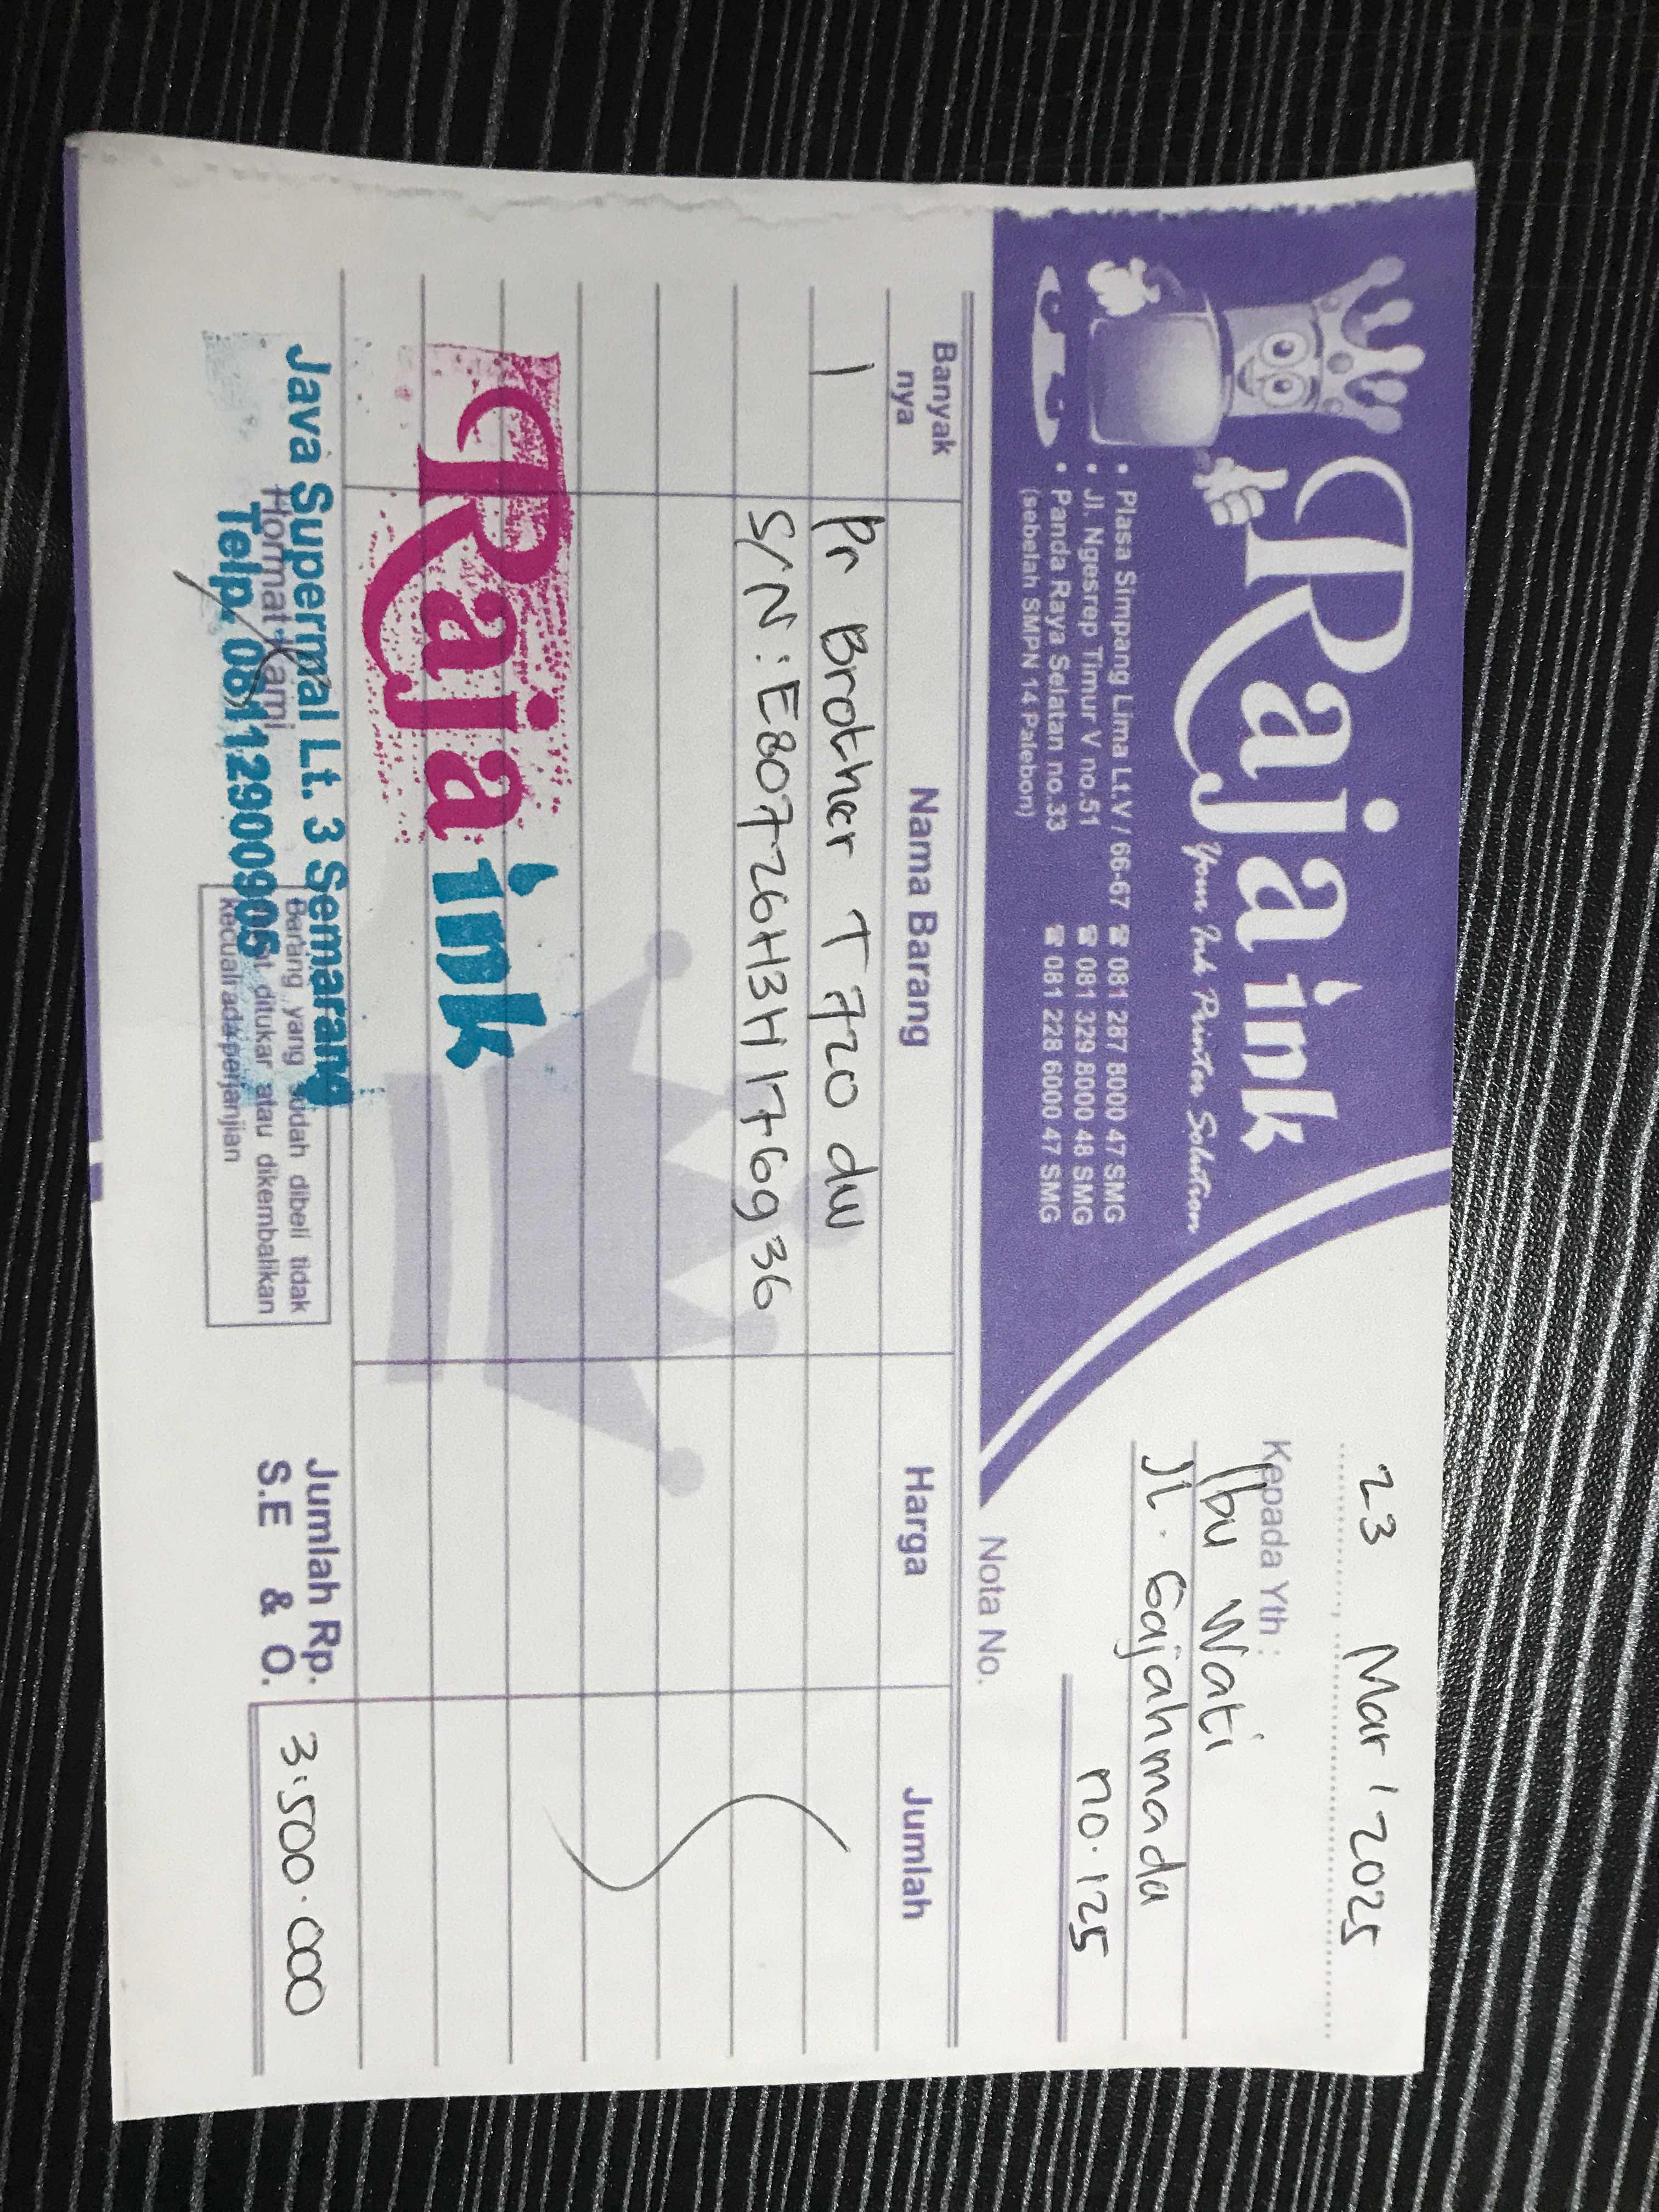 Raja ink
Your Ink Printer Solution
• Plasa Simpang Lima Lt.V / 66-67 ☎ 081 287 8000 47 SMG
• Jl. Ngesrep Timur V no.51 ☎ 081 329 8000 48 SMG
• Panda Raya Selatan no.33 ☎ 081 228 6000 47 SMG
(sebelah SMPN 14 Palebon)
23 Mar / 2025
Kepada Yth :
Ibu Wati
Jl. Gajahmada
no.125
Nota No.
Banyak nya Nama Barang Harga Jumlah
1 Pr Brother T 720 dw
S/N : E80726H3H176936
Raja ink
Java Supermal Lt. 3 Semarang
Hormat Kami
Telp. 08112900905
Barang yang sudah dibeli tidak
ditukar atau dikembalikan
kecuali ada perjanjian
Jumlah Rp. 3.500.000
S.E & O.